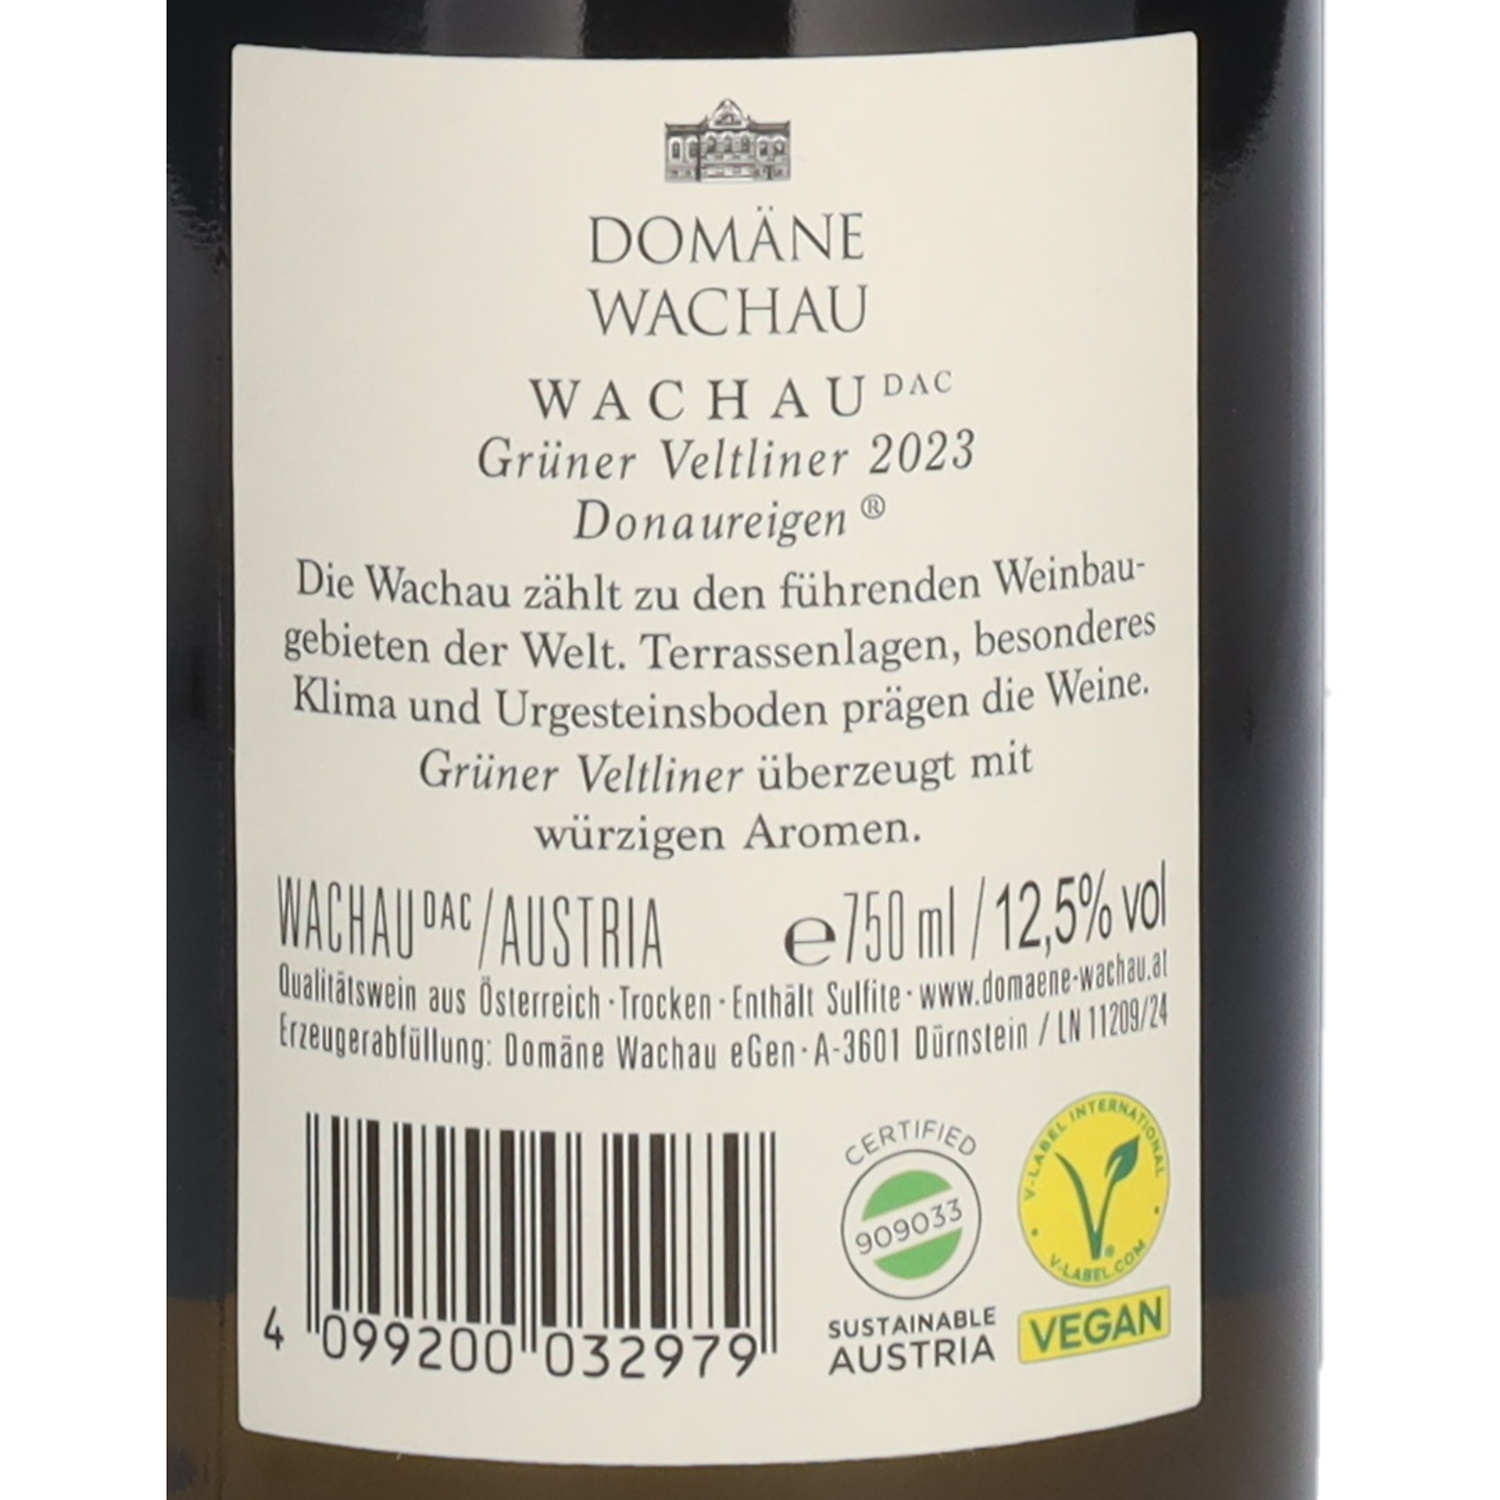 DOMÄNE
WACHAU
WACHAU DAC
Grüner Veltliner 2023
Donaureigen ®
Die Wachau zählt zu den führenden Weinbau-
gebieten der Welt. Terrassenlagen, besonderes
Klima und Urgesteinsboden prägen die Weine.
Grüner Veltliner überzeugt mit
würzigen Aromen.
WACHAU DAC/AUSTRIA ℮750 ml / 12,5% vol
Qualitätswein aus Österreich · Trocken · Enthält Sulfite · www.domaene-wachau.at
Erzeugerabfüllung: Domäne Wachau eGen · A-3601 Dürnstein / LN 11209/24
4 099200 032979
CERTIFIED
909033
SUSTAINABLE
AUSTRIA
V-LABEL INTERNATIONAL
V-LABEL.COM
®
VEGAN